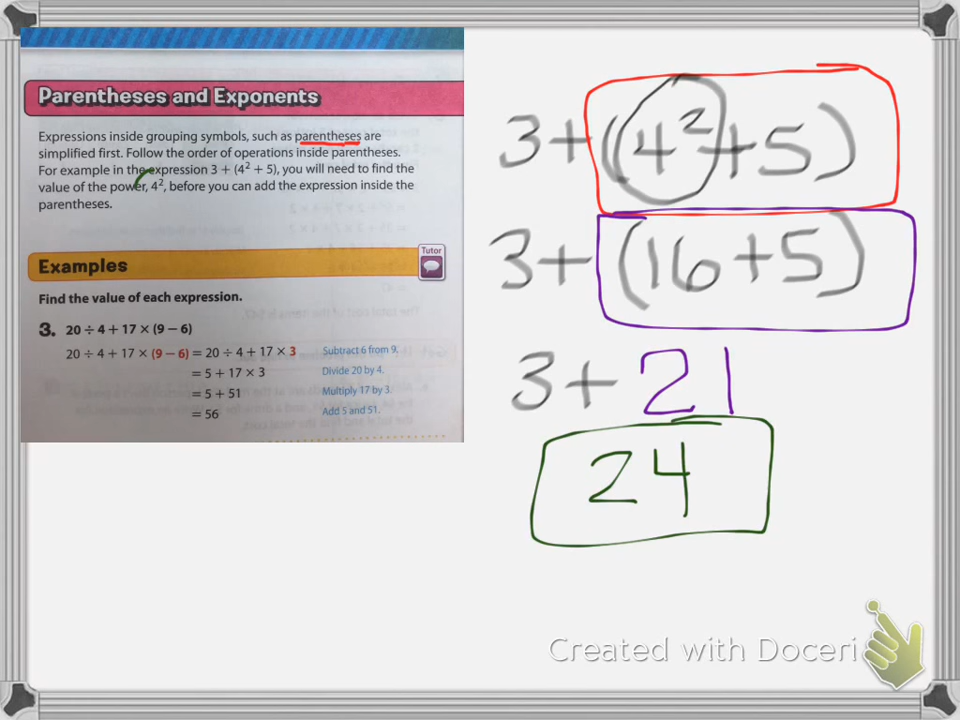 Parentheses and Exponents
Expressions inside grouping symbols, such as parentheses are
simplified first. Follow the order of operations inside parentheses.
For example in the expression 3 + (4² + 5), you will need to find the
value of the power, 4², before you can add the expression inside the
parentheses.
Examples
Tutor
Find the value of each expression.
3. 20 ÷ 4 + 17 × (9 – 6)
20 ÷ 4 + 17 × (9 – 6) = 20 ÷ 4 + 17 × 3 Subtract 6 from 9.
= 5 + 17 × 3 Divide 20 by 4.
= 5 + 51 Multiply 17 by 3.
= 56 Add 5 and 51.
3+(4²+5)
3+(16+5)
3+21
24
Created with Doceri